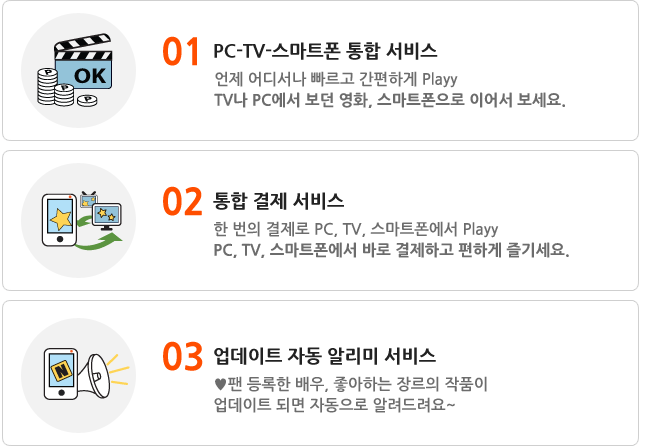 OK
P
P
P
01 PC-TV-스마트폰 통합 서비스
언제 어디서나 빠르고 간편하게 Playy
TV나 PC에서 보던 영화, 스마트폰으로 이어서 보세요.
02 통합 결제 서비스
한 번의 결제로 PC, TV, 스마트폰에서 Playy
PC, TV, 스마트폰에서 바로 결제하고 편하게 즐기세요.
N
03 업데이트 자동 알리미 서비스
♥팬 등록한 배우, 좋아하는 장르의 작품이
업데이트 되면 자동으로 알려드려요~